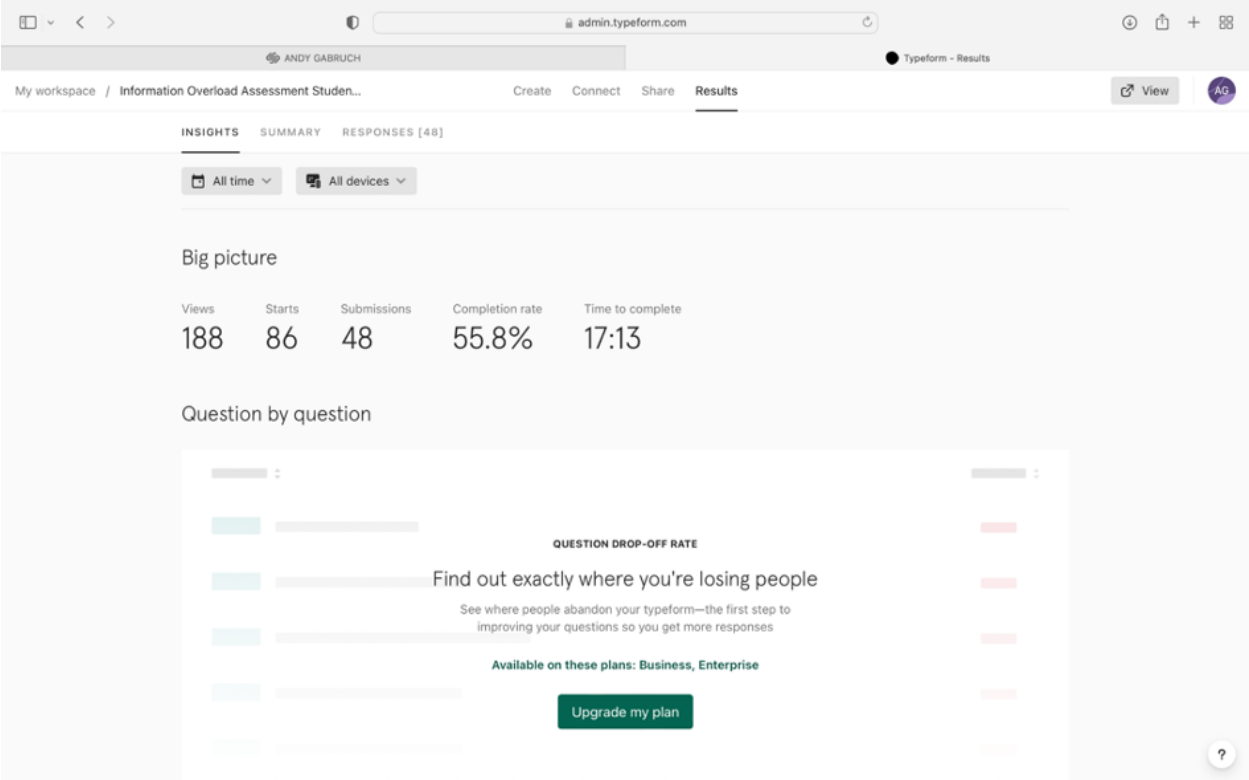 admin.typeform.com
ANDY GABRUCH
Typeform - Results
My workspace / Information Overload Assessment Studen...
Create Connect Share Results
View
AG
INSIGHTS SUMMARY RESPONSES [48]
All time All devices
Big picture
Views Starts Submissions Completion rate Time to complete
188 86 48 55.8% 17:13
Question by question
QUESTION DROP-OFF RATE
Find out exactly where you're losing people
See where people abandon your typeform—the first step to
improving your questions so you get more responses
Available on these plans: Business, Enterprise
Upgrade my plan
?